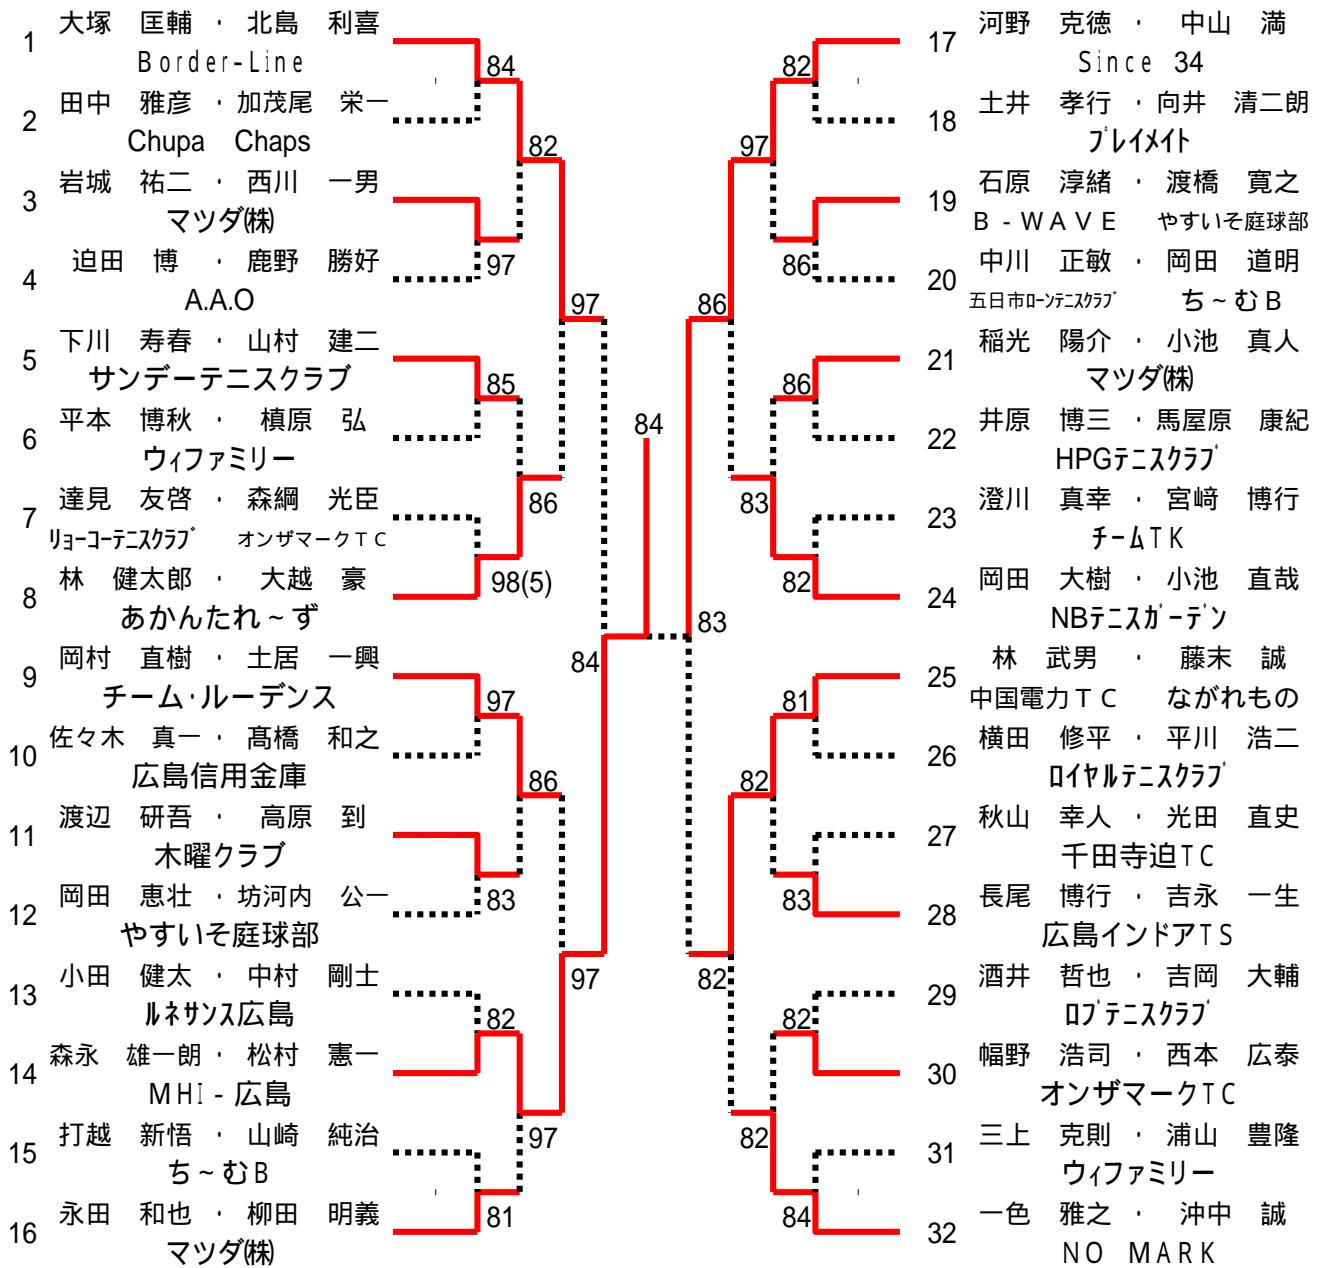 1 大塚 匡輔 ・ 北島 利喜
Border-Line
2 田中 雅彦 ・ 加茂尾 栄一
Chupa Chaps
3 岩城 祐二 ・ 西川 一男
マツダ㈱
4 迫田 博 ・ 鹿野 勝好
A.A.O
5 下川 寿春 ・ 山村 建二
サンデーテニスクラブ
6 平本 博秋 ・ 槙原 弘
ウィファミリー
7 達見 友啓 ・ 森綱 光臣
ﾘｮｰｺｰﾃﾆｽｸﾗﾌﾞ オンザマークＴＣ
8 林 健太郎 ・ 大越 豪
あかんたれ～ず
9 岡村 直樹 ・ 土居 一興
チーム・ルーデンス
10 佐々木 真一 ・ 髙橋 和之
広島信用金庫
11 渡辺 研吾 ・ 高原 到
木曜クラブ
12 岡田 恵壮 ・ 坊河内 公一
やすいそ庭球部
13 小田 健太 ・ 中村 剛士
ﾙﾈｻﾝｽ広島
14 森永 雄一朗 ・ 松村 憲一
MHI-広島
15 打越 新悟 ・ 山崎 純治
ち～むB
16 永田 和也 ・ 柳田 明義
マツダ㈱
84
97
85
98(5)
97
83
82
81
82
86
86
97
97
97
84
84
83
86
82
97
83
82
82
82
86
86
82
81
83
82
84
17 河野 克徳 ・ 中山 満
Since 34
18 土井 孝行 ・ 向井 清二朗
ﾌﾟﾚｲﾒｲﾄ
19 石原 淳緒 ・ 渡橋 寛之
Ｂ-ＷＡＶＥ やすいそ庭球部
20 中川 正敏 ・ 岡田 道明
五日市ﾛｰﾝﾃﾆｽｸﾗﾌﾞ ち～むＢ
21 稲光 陽介 ・ 小池 真人
マツダ㈱
22 井原 博三 ・ 馬屋原 康紀
HPGﾃﾆｽｸﾗﾌﾞ
23 澄川 真幸 ・ 宮﨑 博行
ﾁｰﾑTK
24 岡田 大樹 ・ 小池 直哉
NBﾃﾆｽｶﾞｰﾃﾞﾝ
25 林 武男 ・ 藤末 誠
中国電力ＴＣ ながれもの
26 横田 修平 ・ 平川 浩二
ﾛｲﾔﾙﾃﾆｽｸﾗﾌﾞ
27 秋山 幸人 ・ 光田 直史
千田寺迫TC
28 長尾 博行 ・ 吉永 一生
広島インドアTS
29 酒井 哲也 ・ 吉岡 大輔
ﾛﾌﾞﾃﾆｽｸﾗﾌﾞ
30 幅野 浩司 ・ 西本 広泰
オンザマークTC
31 三上 克則 ・ 浦山 豊隆
ウィファミリー
32 一色 雅之 ・ 沖中 誠
NO MARK